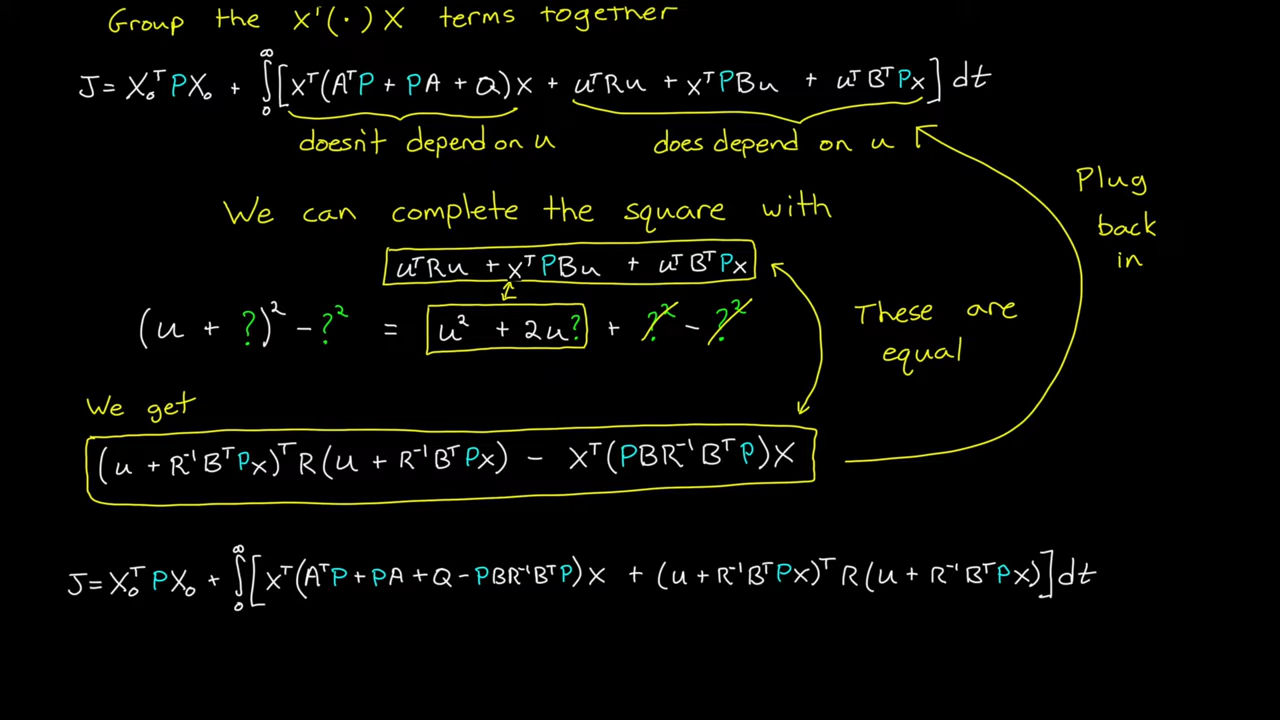 Group the X'(·)X terms together
J = X₀ᵀPX₀ + ∫₀^∞ [xᵀ(AᵀP + PA + Q)X + uᵀRu + xᵀPBu + uᵀBᵀPx] dt
doesn't depend on u
does depend on u
Plug
back
in
We can complete the square with
uᵀRu + xᵀPBu + uᵀBᵀPx
(u + ?)² - ?² = u² + 2u? + ?² - ?²
These are
equal
We get
(u + R⁻¹BᵀPx)ᵀR(u + R⁻¹BᵀPx) - Xᵀ(PBR⁻¹BᵀP)X
J = X₀ᵀPX₀ + ∫₀^∞ [Xᵀ(AᵀP + PA + Q - PBR⁻¹BᵀP)X + (u + R⁻¹BᵀPx)ᵀR(u + R⁻¹BᵀPx)] dt